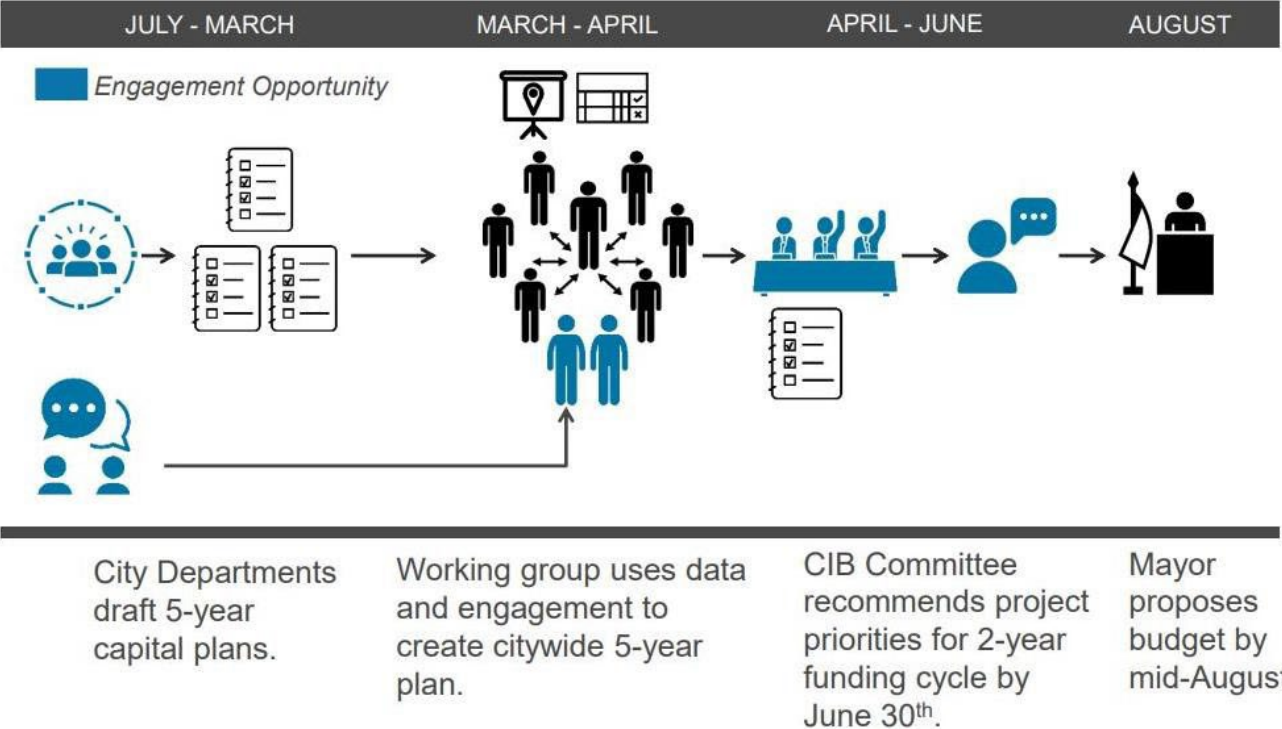 JULY - MARCH
MARCH - APRIL
APRIL - JUNE
AUGUST
Engagement Opportunity
City Departments
draft 5-year
capital plans.
Working group uses data
and engagement to
create citywide 5-year
plan.
CIB Committee
recommends project
priorities for 2-year
funding cycle by
June 30th.
Mayor
proposes
budget by
mid-August